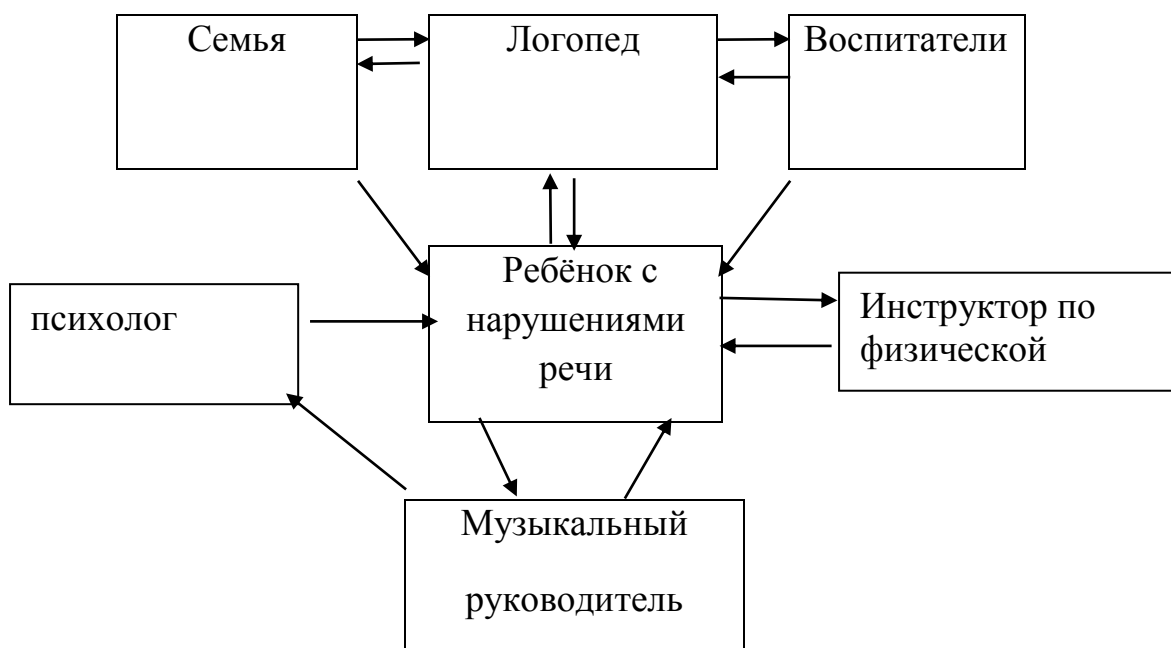 Семья
Логопед
Воспитатели
Ребёнок с
нарушениями
речи
психолог
Инструктор по
физической
Музыкальный
руководитель